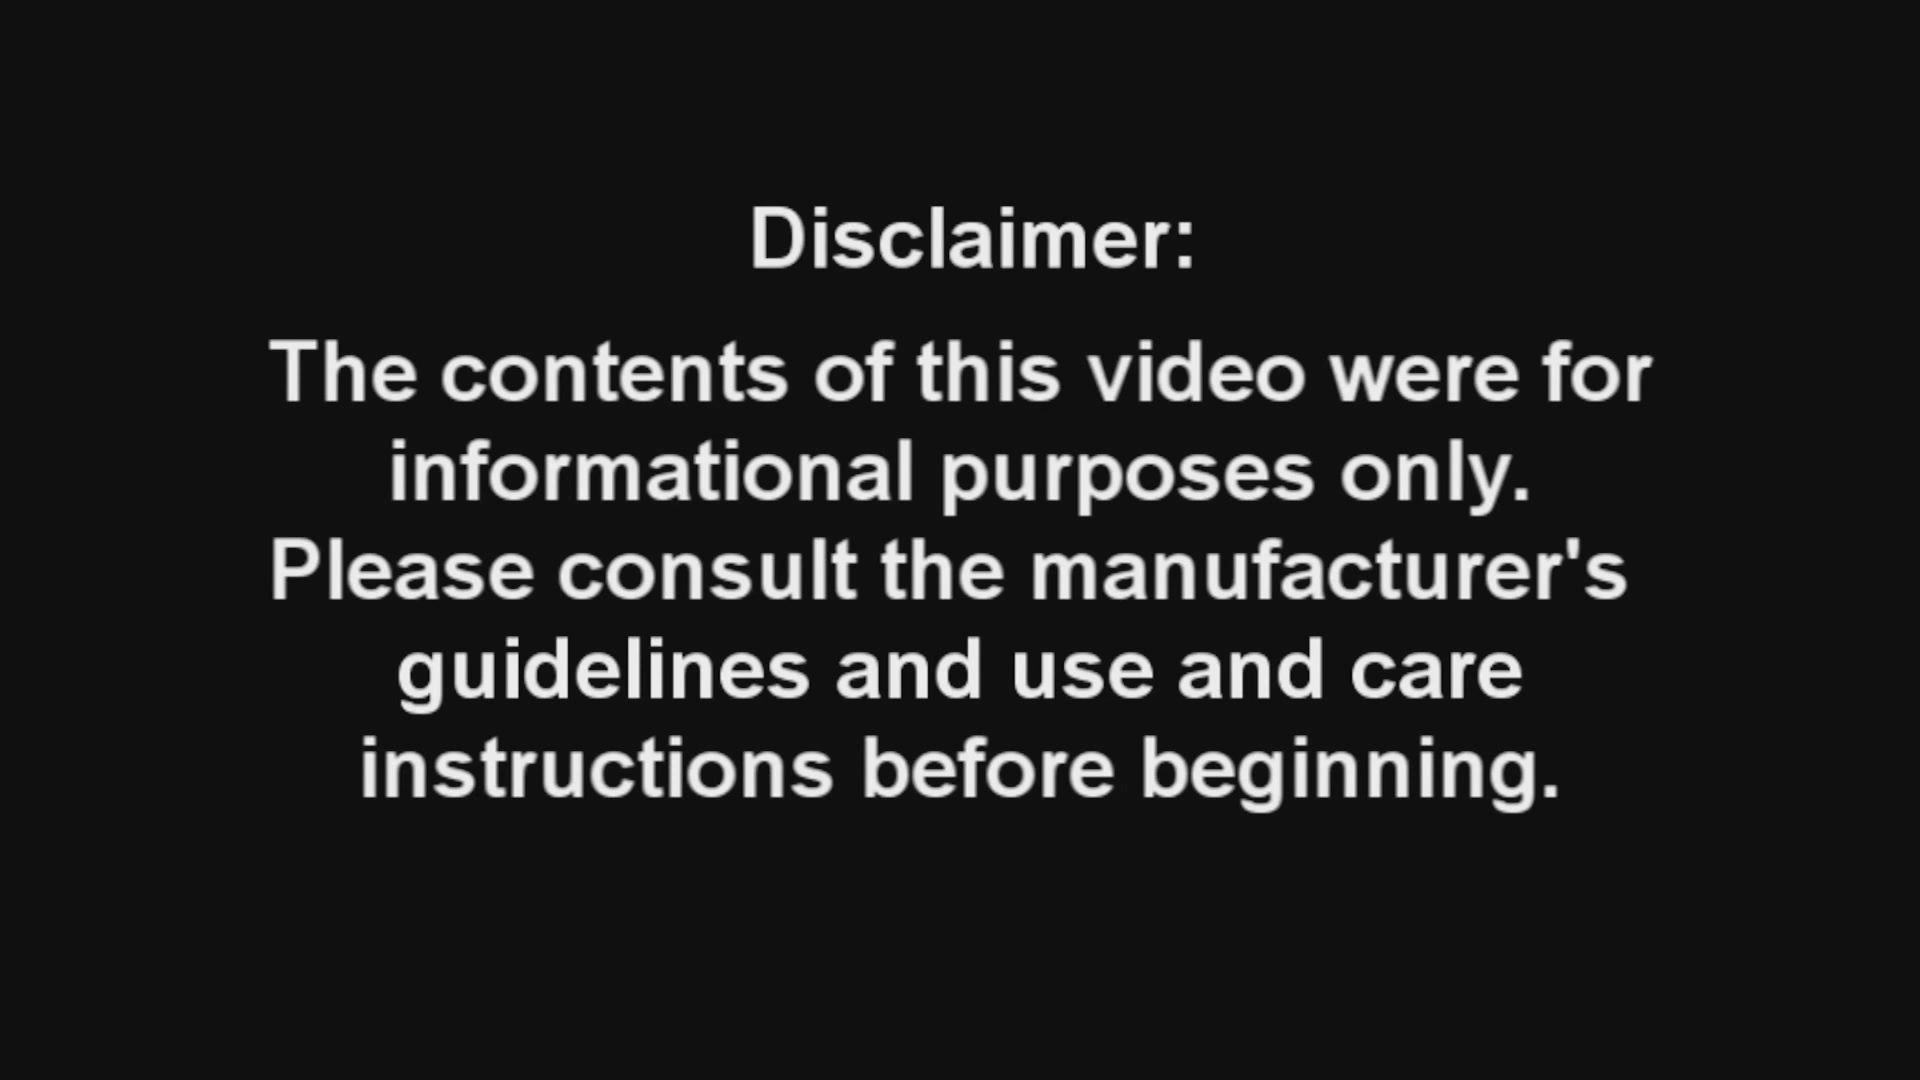 Disclaimer:
The contents of this video were for
informational purposes only.
Please consult the manufacturer's
guidelines and use and care
instructions before beginning.